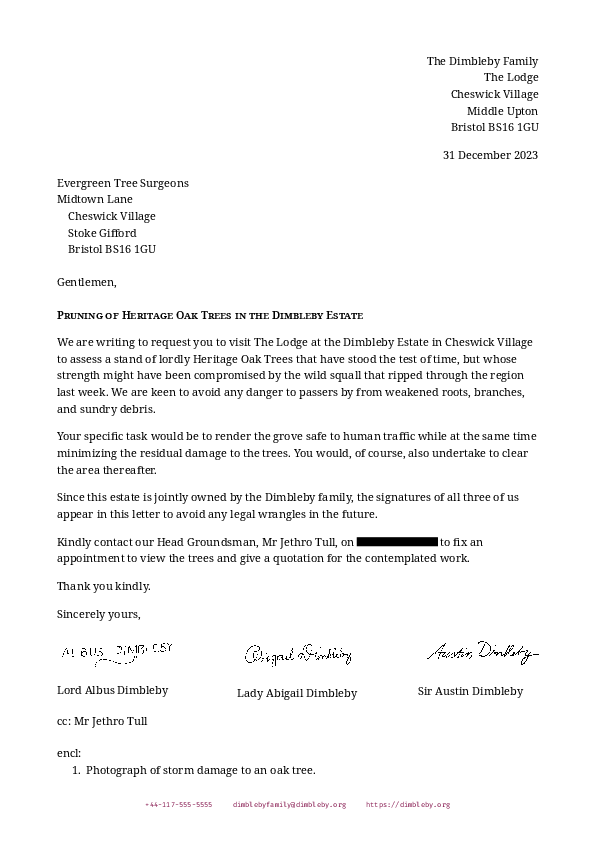 The Dimbleby Family
The Lodge
Cheswick Village
Middle Upton
Bristol BS16 1GU
31 December 2023
Evergreen Tree Surgeons
Midtown Lane
Cheswick Village
Stoke Gifford
Bristol BS16 1GU
Gentlemen,
Pruning of Heritage Oak Trees in the Dimbleby Estate
We are writing to request you to visit The Lodge at the Dimbleby Estate in Cheswick Village
to assess a stand of lordly Heritage Oak Trees that have stood the test of time, but whose
strength might have been compromised by the wild squall that ripped through the region
last week. We are keen to avoid any danger to passers by from weakened roots, branches,
and sundry debris.
Your specific task would be to render the grove safe to human traffic while at the same time
minimizing the residual damage to the trees. You would, of course, also undertake to clear
the area thereafter.
Since this estate is jointly owned by the Dimbleby family, the signatures of all three of us
appear in this letter to avoid any legal wrangles in the future.
Kindly contact our Head Groundsman, Mr Jethro Tull, on to fix an
appointment to view the trees and give a quotation for the contemplated work.
Thank you kindly.
Sincerely yours,
ALBUS DIMBLEBY Abigail Dimbleby Austin Dimbleby
Lord Albus Dimbleby Lady Abigail Dimbleby Sir Austin Dimbleby
cc: Mr Jethro Tull
encl:
1. Photograph of storm damage to an oak tree.
+44-117-555-5555 dimblebyfamily@dimbleby.org https://dimbleby.org